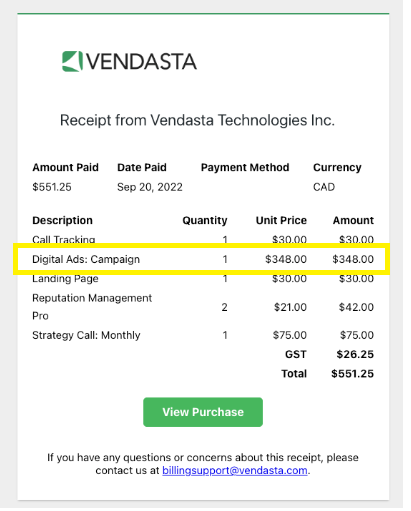 VENDASTA
Receipt from Vendasta Technologies Inc.
Amount Paid Date Paid Payment Method Currency
$551.25 Sep 20, 2022 CAD
Description Quantity Unit Price Amount
Call Tracking 1 $30.00 $30.00
Digital Ads: Campaign 1 $348.00 $348.00
Landing Page 1 $30.00 $30.00
Reputation Management
Pro 2 $21.00 $42.00
Strategy Call: Monthly 1 $75.00 $75.00
GST $26.25
Total $551.25
View Purchase
If you have any questions or concerns about this receipt, please
contact us at billingsupport@vendasta.com.